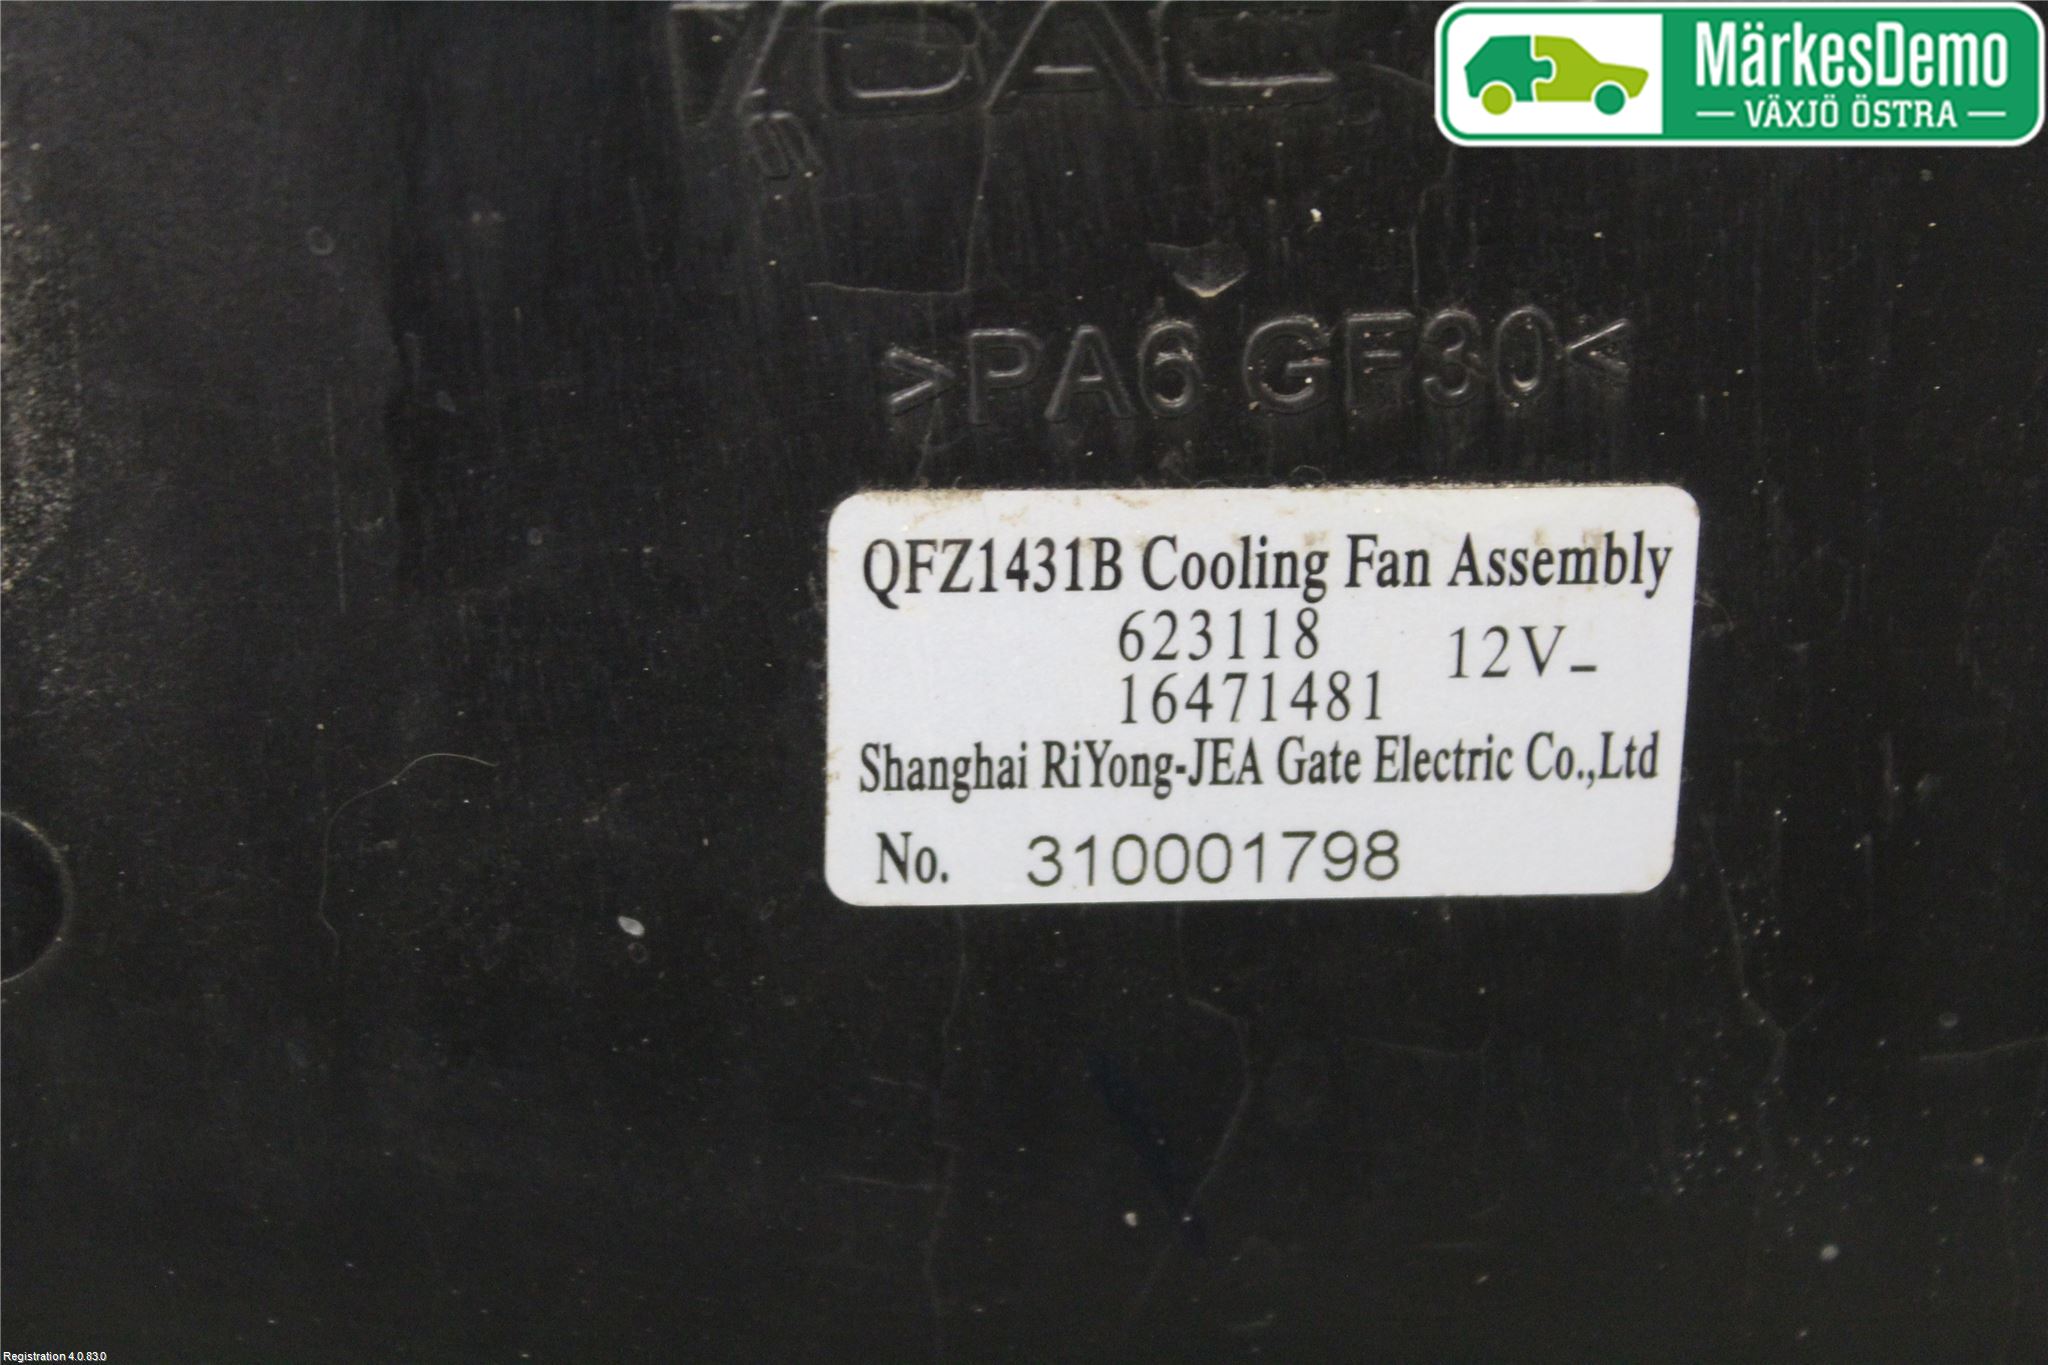 MärkesDemo
VÄXJÖ ÖSTRA
>PA6 GF30<
QFZ1431B Cooling Fan Assembly
623118 12V
16471481
Shanghai RiYong-JEA Gate Electric Co.,Ltd
No. 310001798
Registration 4.0.83.0